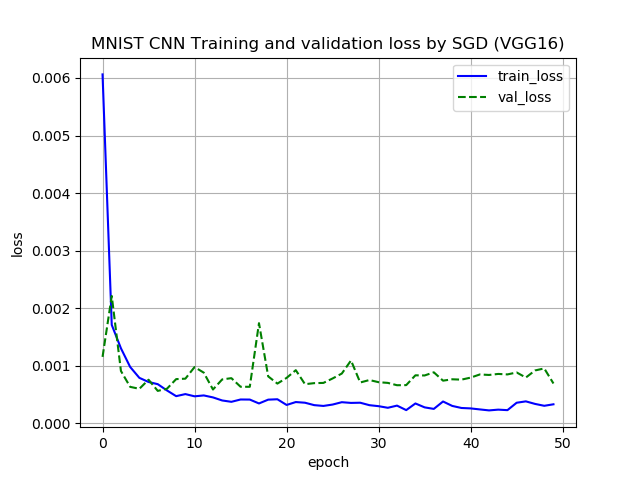 MNIST CNN Training and validation loss by SGD (VGG16)
train_loss
val_loss
0.006
0.005
0.004
0.003
0.002
0.001
0.000
loss
0 10 20 30 40 50
epoch